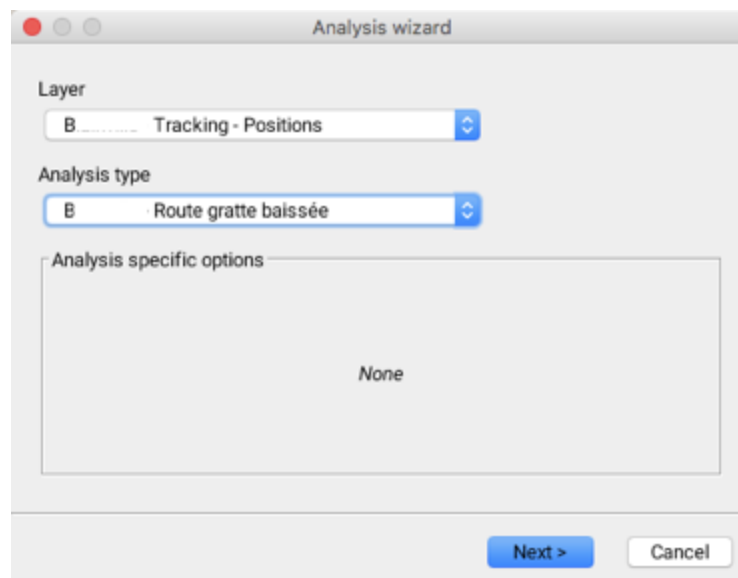 Analysis wizard
Layer
B Tracking - Positions
Analysis type
B Route gratte baissée
Analysis specific options
None
Next >
Cancel